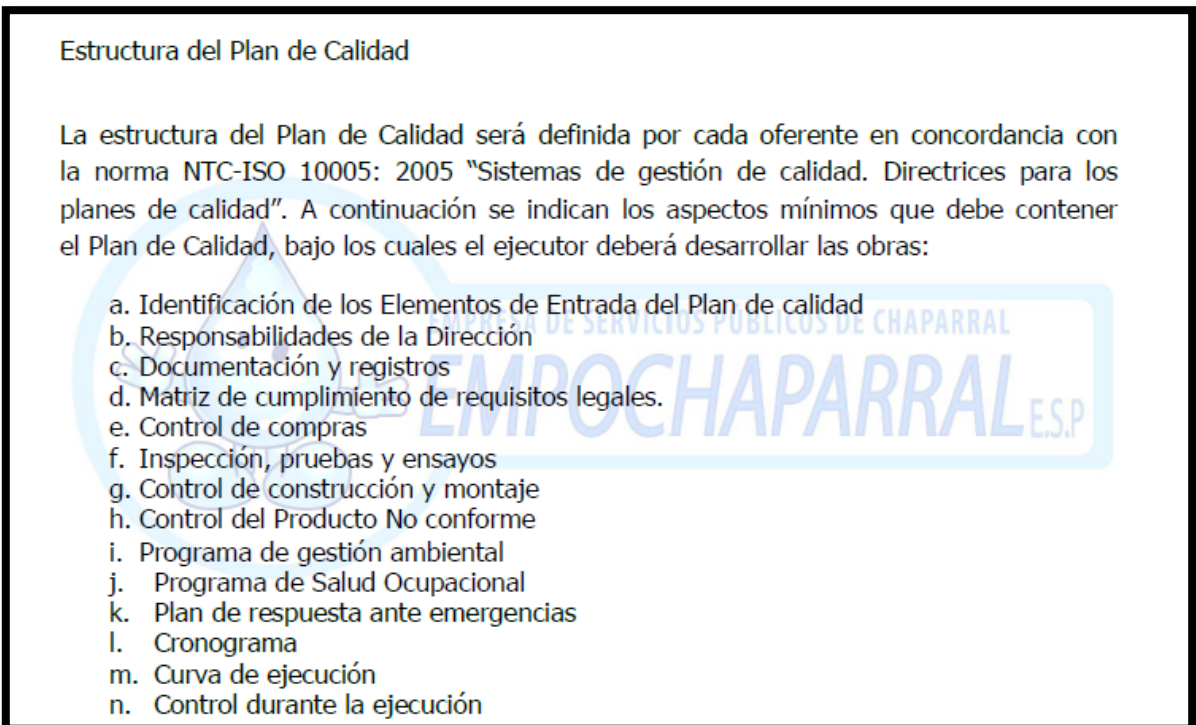 Estructura del Plan de Calidad
La estructura del Plan de Calidad será definida por cada oferente en concordancia con
la norma NTC-ISO 10005: 2005 “Sistemas de gestión de calidad. Directrices para los
planes de calidad”. A continuación se indican los aspectos mínimos que debe contener
el Plan de Calidad, bajo los cuales el ejecutor deberá desarrollar las obras:
a. Identificación de los Elementos de Entrada del Plan de calidad
EMPRESA DE SERVICIOS PÚBLICOS DE CHAPARRAL
b. Responsabilidades de la Dirección
c. Documentación y registros
d. Matriz de cumplimiento de requisitos legales.
EMPOCHAPARRAL E.S.P
e. Control de compras
f. Inspección, pruebas y ensayos
g. Control de construcción y montaje
h. Control del Producto No conforme
i. Programa de gestión ambiental
j. Programa de Salud Ocupacional
k. Plan de respuesta ante emergencias
l. Cronograma
m. Curva de ejecución
n. Control durante la ejecución